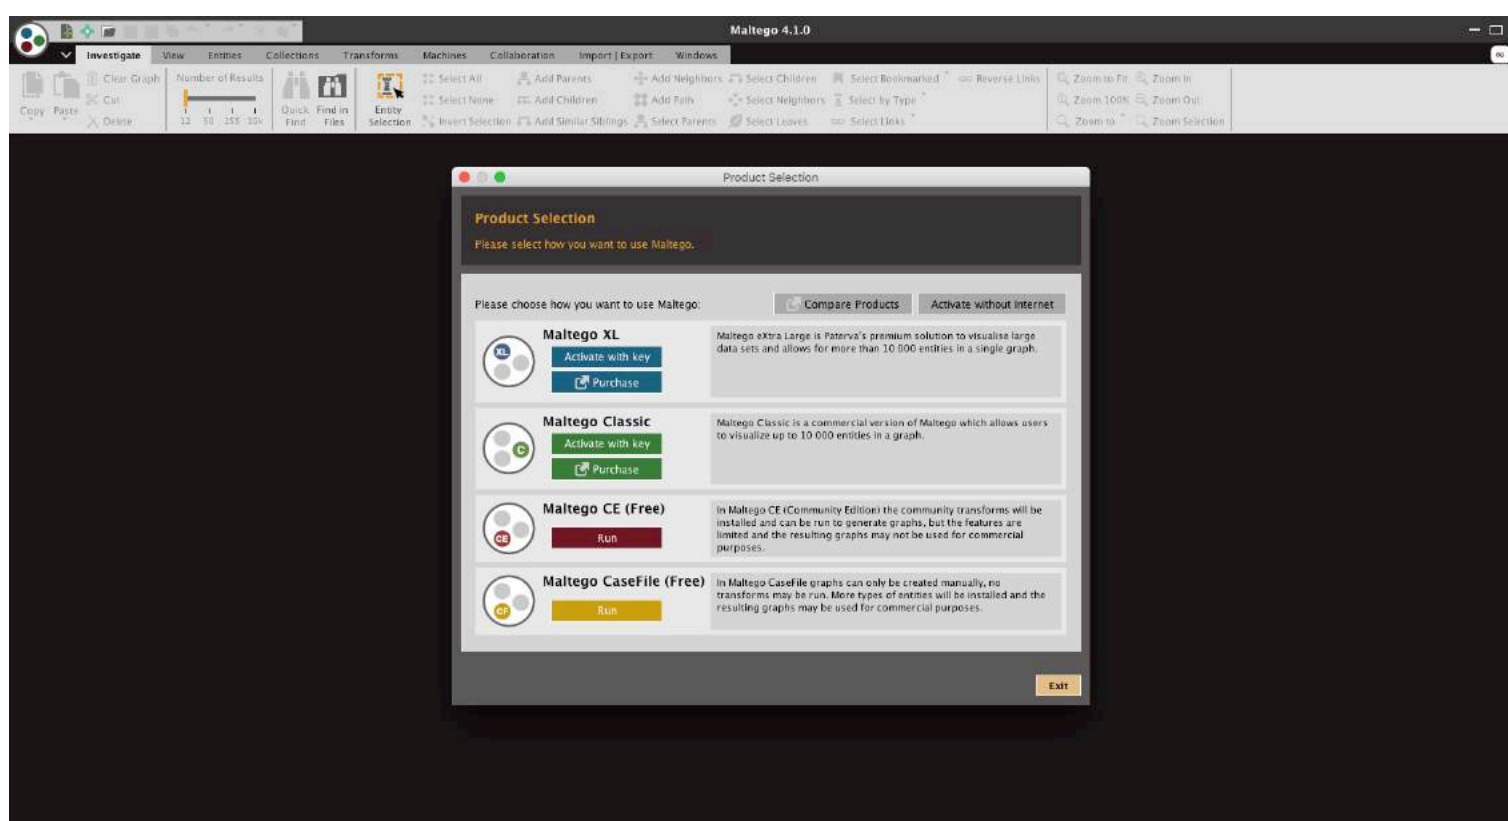 Maltego 4.1.0
Investigate View Entities Collections Transforms Machines Collaboration Import | Export Windows
Clear Graph Number of Results Select All Add Parents Add Neighbors Select Children Select Bookmarked Reverse Links Zoom to Fit Zoom In
Copy Paste Cut Quick Find Find in Files Entity Selection Select None Add Children Add Path Select Neighbors Select by Type Zoom 100% Zoom Out
Delete 12 50 255 10k Invert Selection Add Similar Siblings Select Parents Select Leaves Select Links Zoom to Zoom Selection
Product Selection
Product Selection
Please select how you want to use Maltego.
Please choose how you want to use Maltego:
Compare Products
Activate without Internet
XL
Maltego XL
Activate with key
Purchase
Maltego eXtra Large is Paterva's premium solution to visualise large
data sets and allows for more than 10 000 entities in a single graph.
C
Maltego Classic
Activate with key
Purchase
Maltego Classic is a commercial version of Maltego which allows users
to visualize up to 10 000 entities in a graph.
CE
Maltego CE (Free)
Run
In Maltego CE (Community Edition) the community transforms will be
installed and can be run to generate graphs, but the features are
limited and the resulting graphs may not be used for commercial
purposes.
CF
Maltego CaseFile (Free)
Run
In Maltego CaseFile graphs can only be created manually, no
transforms may be run. More types of entities will be installed and the
resulting graphs may be used for commercial purposes.
Exit